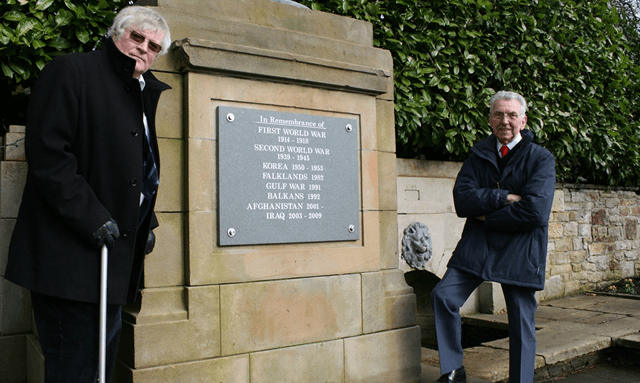 In Remembrance of
FIRST WORLD WAR
1914 - 1918
SECOND WORLD WAR
1939 - 1945
KOREA 1950 - 1953
FALKLANDS 1982
GULF WAR 1991
BALKANS 1992
AFGHANISTAN 2001 -
IRAQ 2003 - 2009